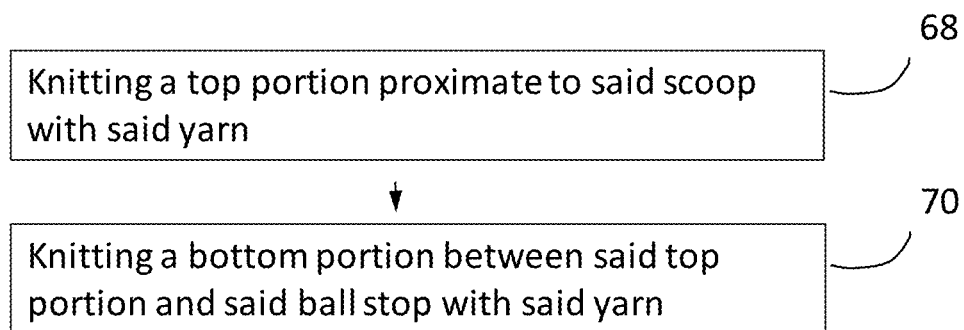 68
Knitting a top portion proximate to said scoop
with said yarn
70
Knitting a bottom portion between said top
portion and said ball stop with said yarn